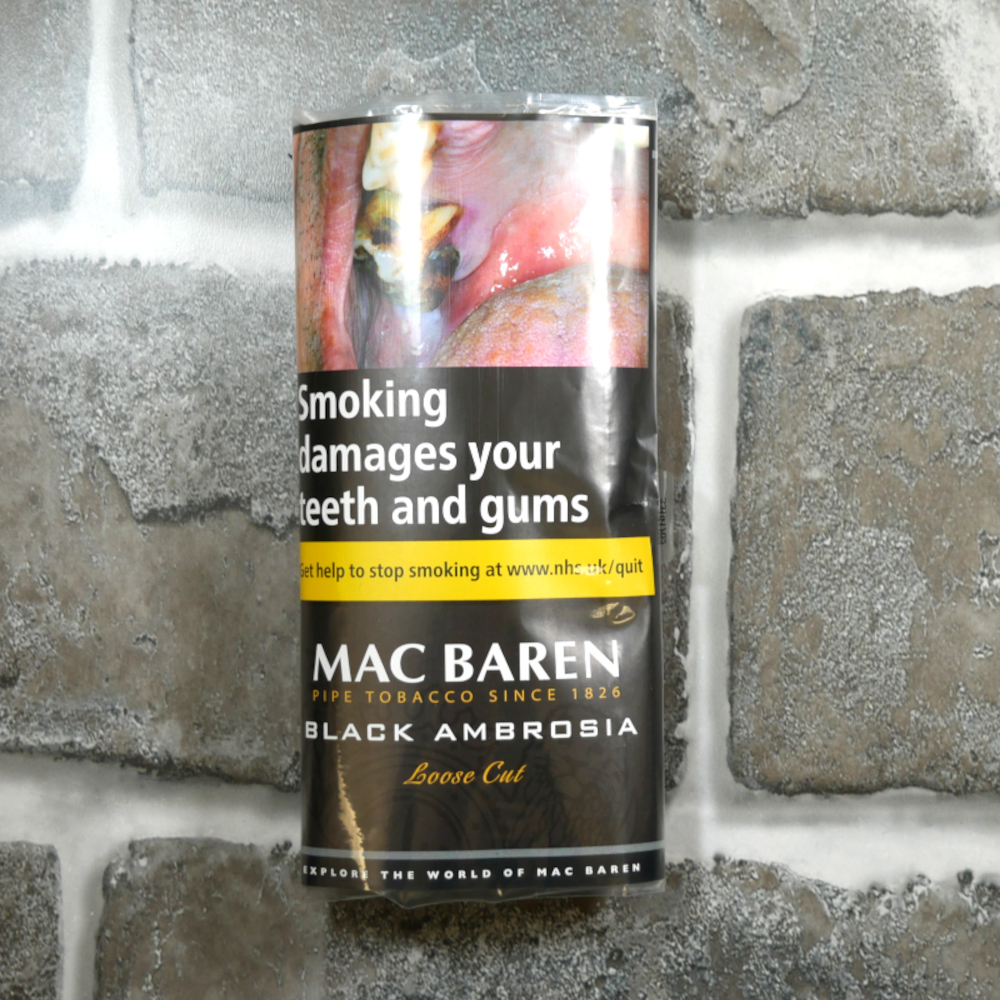 Smoking
damages your
teeth and gums
Get help to stop smoking at www.nhs.uk/quit
MAC BAREN
PIPE TOBACCO SINCE 1826
BLACK AMBROSIA
Loose Cut
EXPLORE THE WORLD OF MAC BAREN